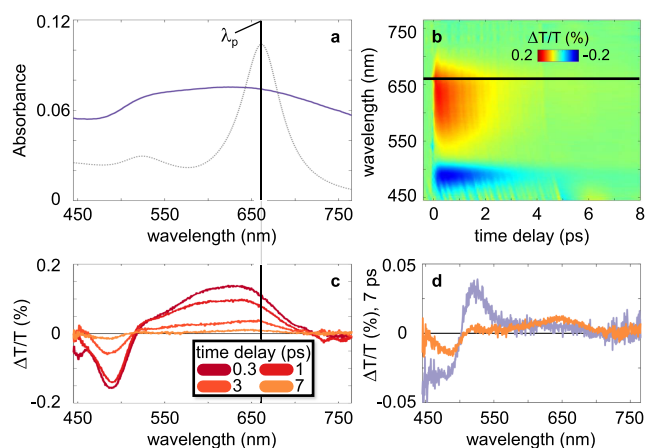 0.12
λp
a
Absorbance
0.06
0
450 550 650 750
wavelength (nm)
b
ΔT/T (%)
0.2 -0.2
wavelength (nm)
750
650
550
450
0 2 4 6 8
time delay (ps)
c
0.2
ΔT/T (%)
0
-0.2
time delay (ps)
0.3 1
3 7
450 550 650 750
wavelength (nm)
d
0.05
ΔT/T (%), 7 ps
0
-0.05
450 550 650 750
wavelength (nm)